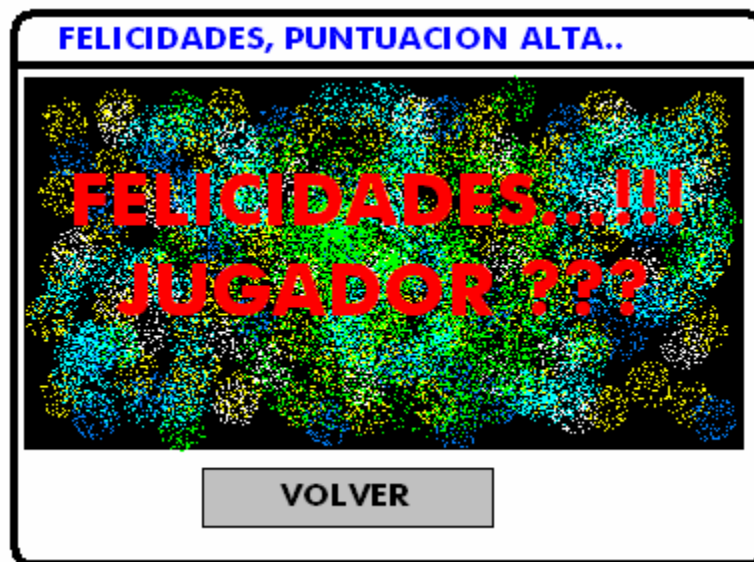 FELICIDADES, PUNTUACION ALTA..
FELICIDADES...!!!
JUGADOR ???
VOLVER